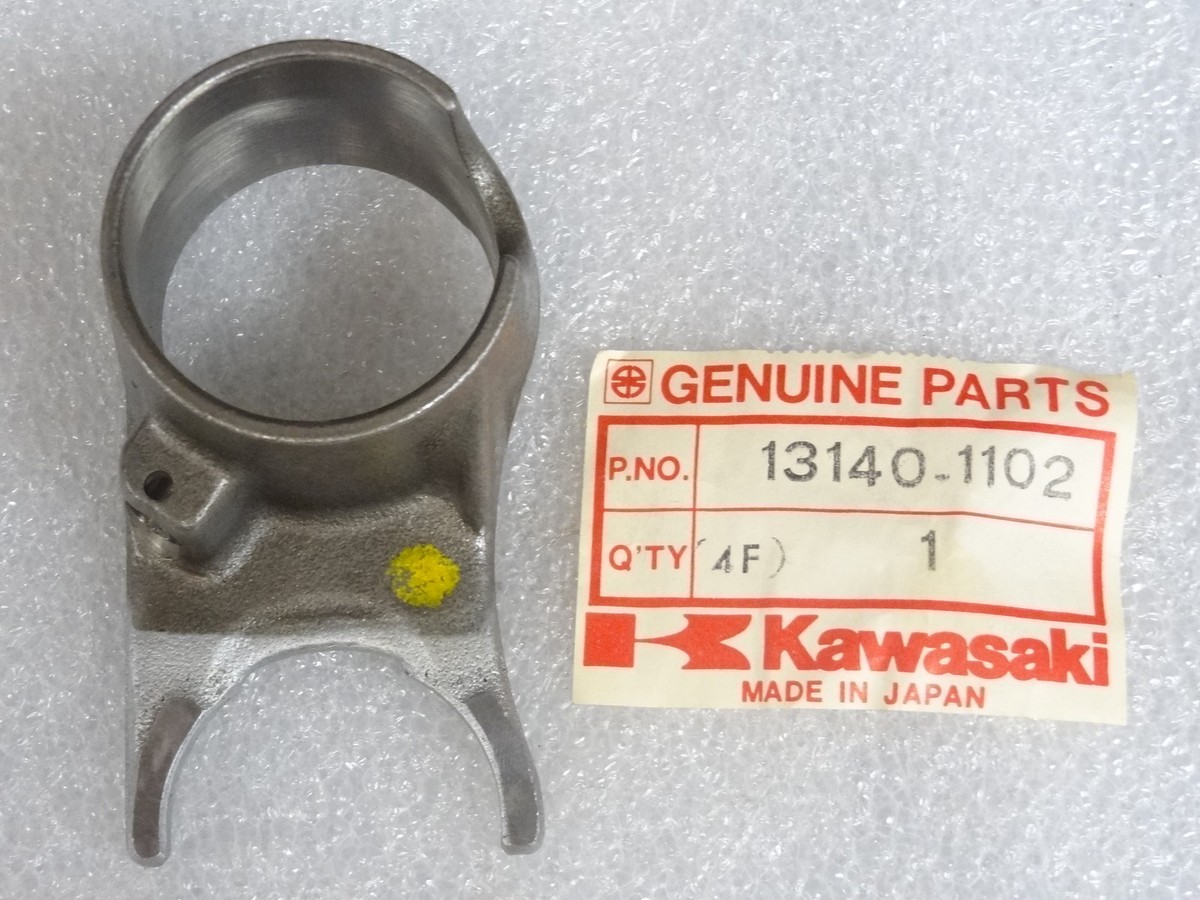 GENUINE PARTS
P.NO. 13140-1102
Q'TY (4F) 1
Kawasaki
MADE IN JAPAN